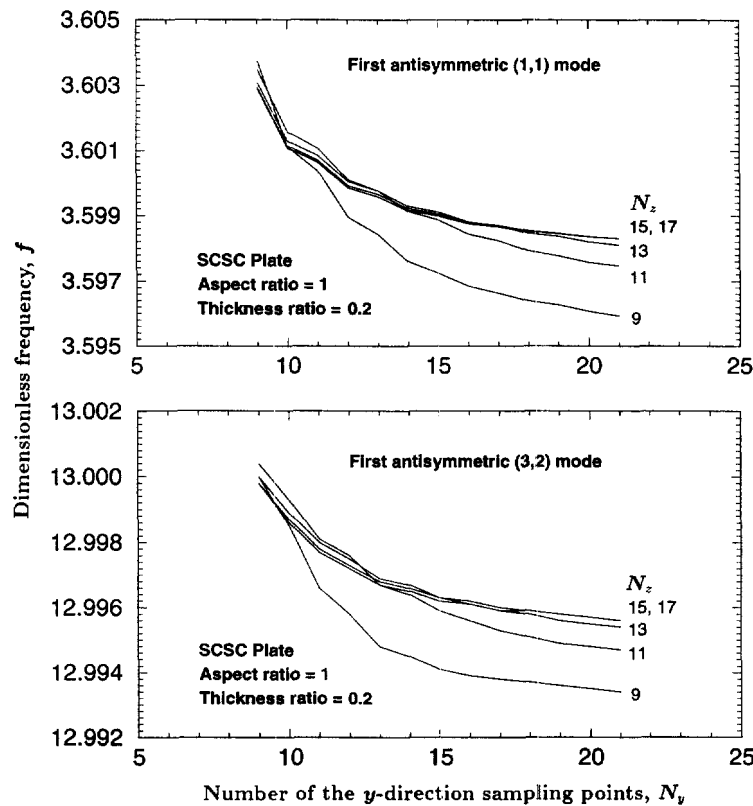 3.605
3.603
3.601
3.599
3.597
3.595
First antisymmetric (1,1) mode
N_z
15, 17
13
11
9
SCSC Plate
Aspect ratio = 1
Thickness ratio = 0.2
5
10
15
20
25
Dimensionless frequency, f
13.002
13.000
12.998
12.996
12.994
12.992
First antisymmetric (3,2) mode
N_z
15, 17
13
11
9
SCSC Plate
Aspect ratio = 1
Thickness ratio = 0.2
5
10
15
20
25
Number of the y-direction sampling points, N_y